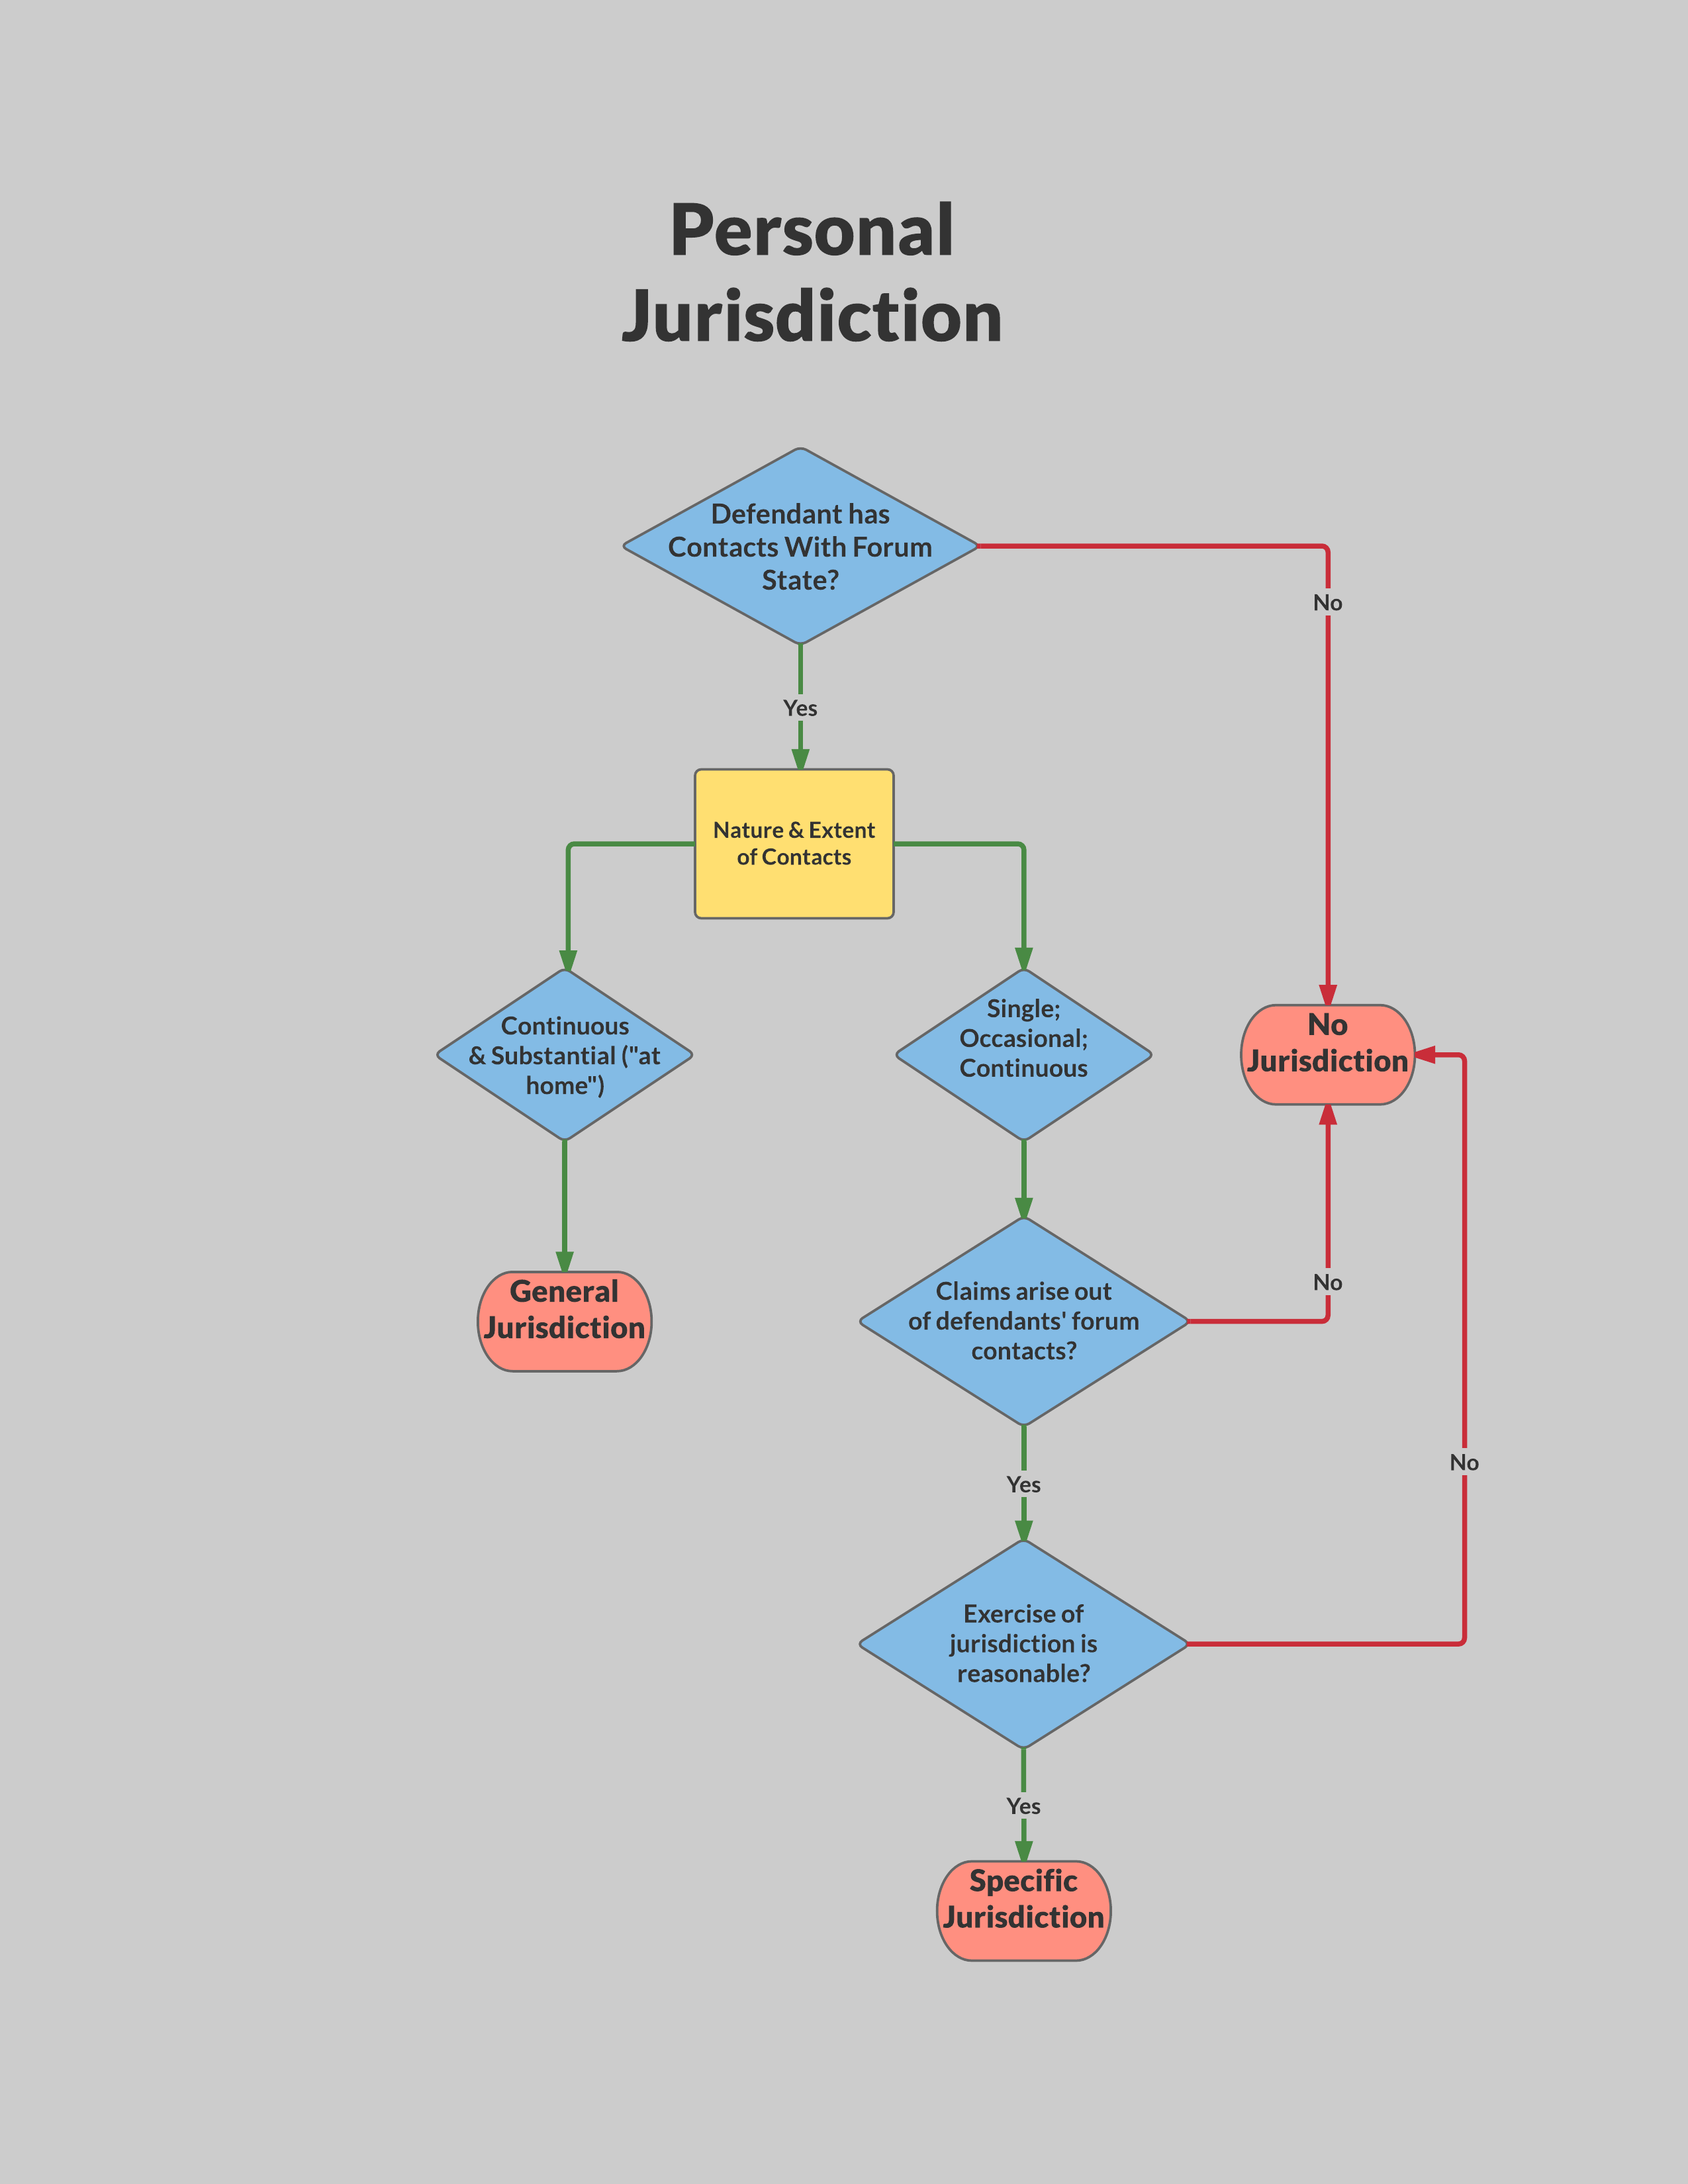 Personal
Jurisdiction
Defendant has
Contacts With Forum
State?
No
Yes
Nature & Extent
of Contacts
Continuous
& Substantial ("at
home")
Single;
Occasional;
Continuous
No
Jurisdiction
General
Jurisdiction
Claims arise out
of defendants' forum
contacts?
No
Yes
No
Exercise of
jurisdiction is
reasonable?
Yes
Specific
Jurisdiction